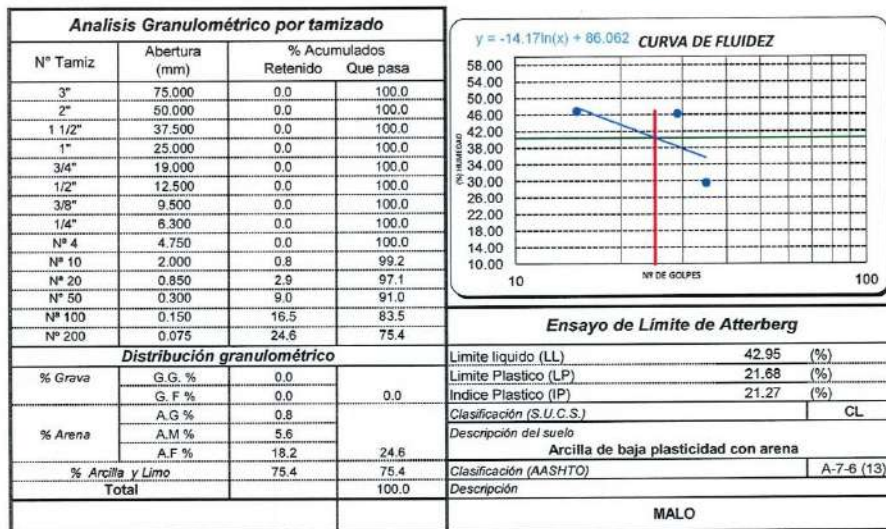 Analisis Granulométrico por tamizado
N° Tamiz Abertura (mm) % Acumulados
Retenido Que pasa
3" 75.000 0.0 100.0
2" 50.000 0.0 100.0
1 1/2" 37.500 0.0 100.0
1" 25.000 0.0 100.0
3/4" 19.000 0.0 100.0
1/2" 12.500 0.0 100.0
3/8" 9.500 0.0 100.0
1/4" 6.300 0.0 100.0
Nª 4 4.750 0.0 100.0
Nª 10 2.000 0.8 99.2
Nª 20 0.850 2.9 97.1
N° 50 0.300 9.0 91.0
Nª 100 0.150 16.5 83.5
Nº 200 0.075 24.6 75.4
Distribución granulométrico
% Grava G.G. % 0.0
G. F % 0.0 0.0
% Arena A.G % 0.8
A.M % 5.6
A.F % 18.2 24.6
% Arcilla y Limo 75.4 75.4
Total 100.0
y = -14.17ln(x) + 86.062 CURVA DE FLUIDEZ
58.00
54.00
50.00
46.00
42.00
38.00
34.00
30.00
26.00
22.00
18.00
14.00
10.00
(%) HUMEDAD
10 Nº DE GOLPES 100
Ensayo de Límite de Atterberg
Limite liquido (LL) 42.95 (%)
Limite Plastico (LP) 21.68 (%)
Indice Plastico (IP) 21.27 (%)
Clasificación (S.U.C.S.) CL
Descripción del suelo
Arcilla de baja plasticidad con arena
Clasificación (AASHTO) A-7-6 (13)
Descripción
MALO